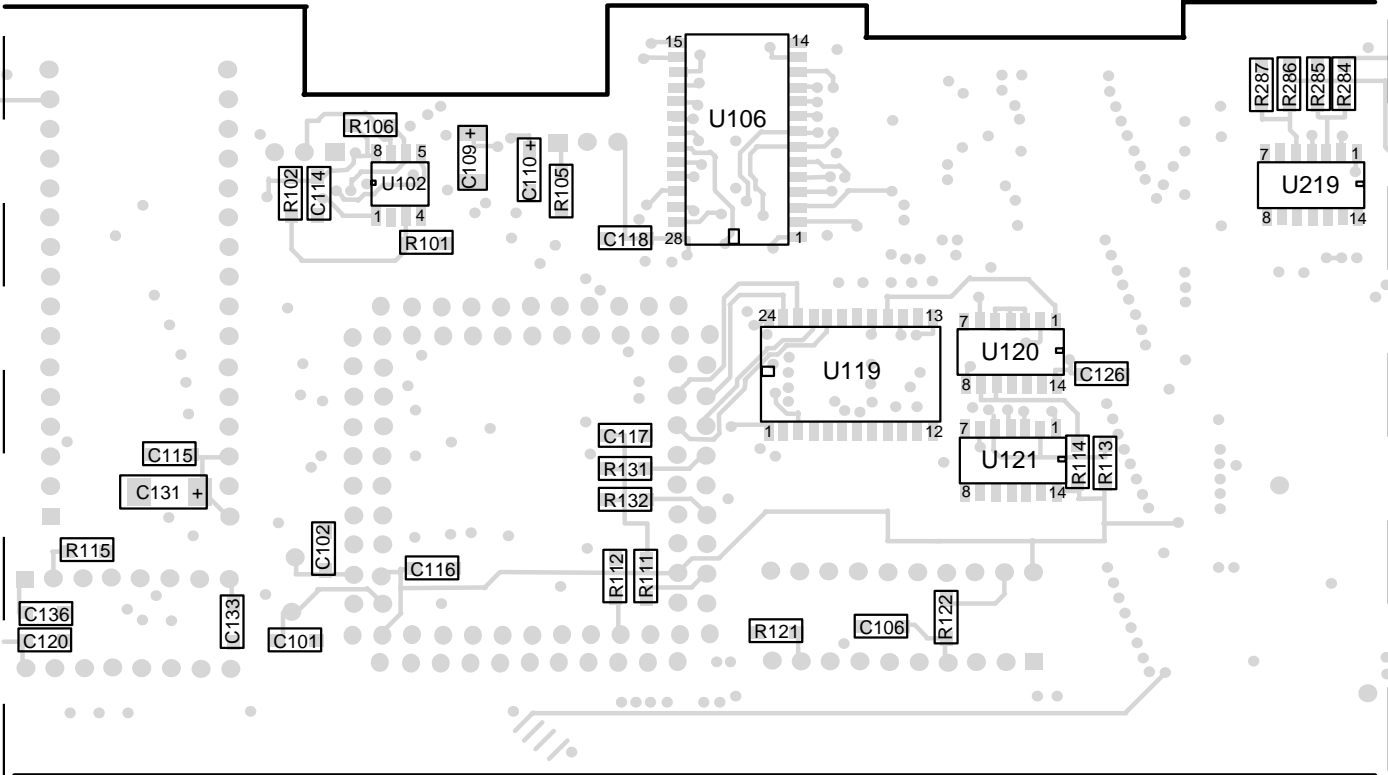 15
14
U106
28
1
R287
R286
R285
R284
7
1
U219
8
14
R106
8
5
U102
1
4
R101
R102
C114
C109 +
C110 +
R105
C118
24
13
U119
1
12
7
1
U120
8
14
C126
7
1
U121
8
14
R114
R113
C115
C131 +
C117
R131
R132
R115
C102
C116
R112
R111
C136
C120
C133
C101
R121
C106
R122